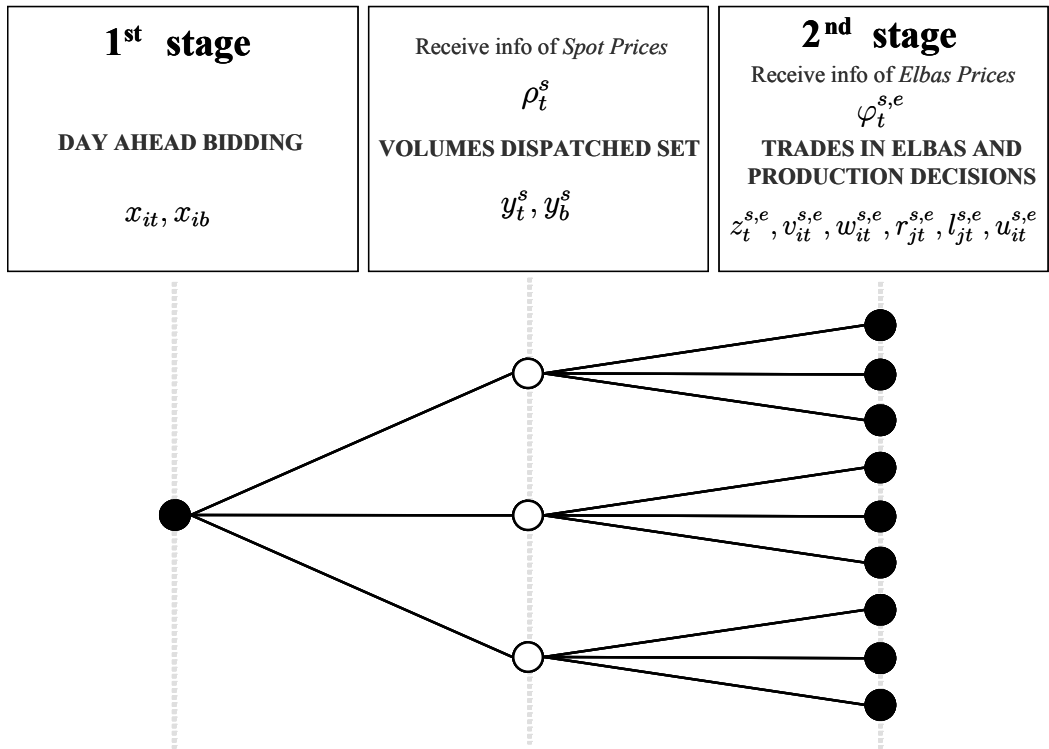 1st stage
DAY AHEAD BIDDING
x_{it}, x_{ib}
Receive info of Spot Prices
ρ_t^s
VOLUMES DISPATCHED SET
y_t^s, y_b^s
2nd stage
Receive info of Elbas Prices
φ_t^{s,e}
TRADES IN ELBAS AND
PRODUCTION DECISIONS
z_t^{s,e}, v_{it}^{s,e}, w_{it}^{s,e}, r_{jt}^{s,e}, l_{jt}^{s,e}, u_{it}^{s,e}